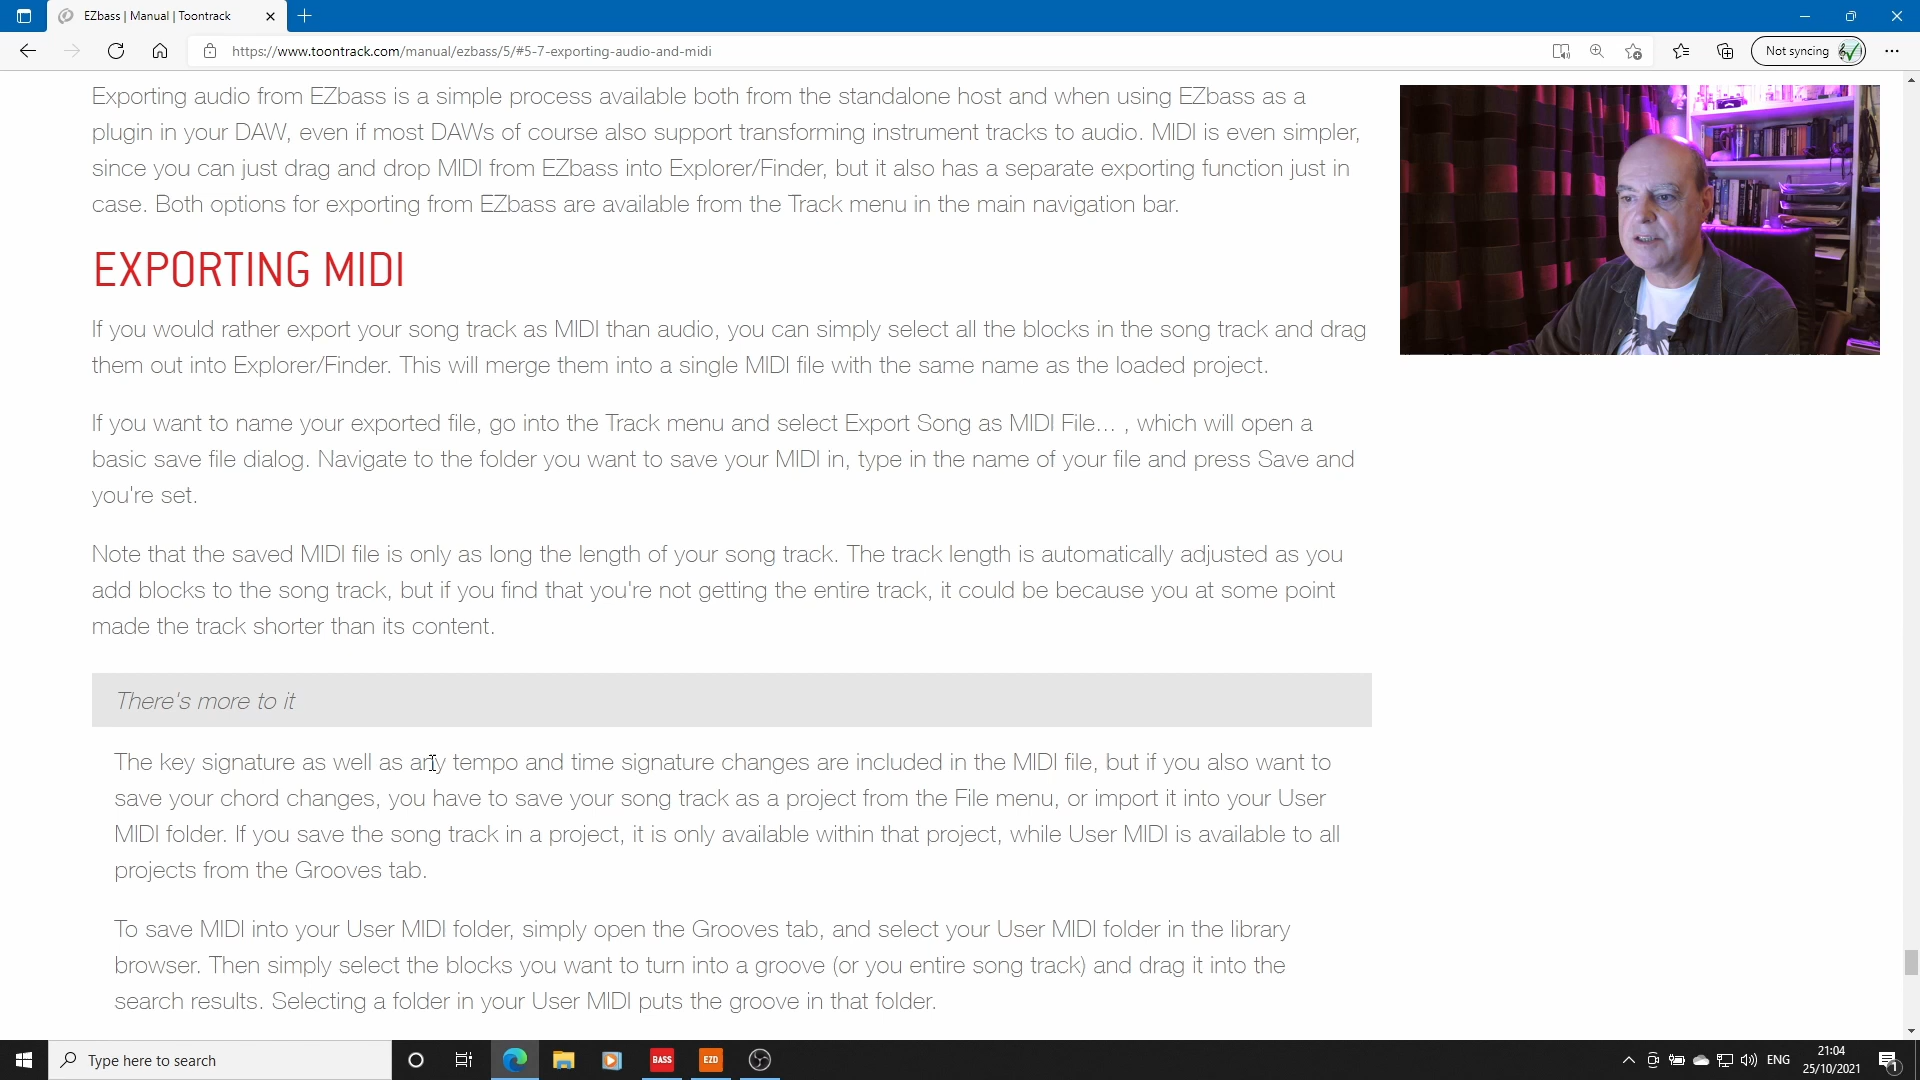 EZbass | Manual | Toontrack
https://www.toontrack.com/manual/ezbass/5/#5-7-exporting-audio-and-midi
Not syncing
Exporting audio from EZbass is a simple process available both from the standalone host and when using EZbass as a
plugin in your DAW, even if most DAWs of course also support transforming instrument tracks to audio. MIDI is even simpler,
since you can just drag and drop MIDI from EZbass into Explorer/Finder, but it also has a separate exporting function just in
case. Both options for exporting from EZbass are available from the Track menu in the main navigation bar.
EXPORTING MIDI
If you would rather export your song track as MIDI than audio, you can simply select all the blocks in the song track and drag
them out into Explorer/Finder. This will merge them into a single MIDI file with the same name as the loaded project.
If you want to name your exported file, go into the Track menu and select Export Song as MIDI File... , which will open a
basic save file dialog. Navigate to the folder you want to save your MIDI in, type in the name of your file and press Save and
you're set.
Note that the saved MIDI file is only as long the length of your song track. The track length is automatically adjusted as you
add blocks to the song track, but if you find that you're not getting the entire track, it could be because you at some point
made the track shorter than its content.
There's more to it
The key signature as well as any tempo and time signature changes are included in the MIDI file, but if you also want to
save your chord changes, you have to save your song track as a project from the File menu, or import it into your User
MIDI folder. If you save the song track in a project, it is only available within that project, while User MIDI is available to all
projects from the Grooves tab.
To save MIDI into your User MIDI folder, simply open the Grooves tab, and select your User MIDI folder in the library
browser. Then simply select the blocks you want to turn into a groove (or you entire song track) and drag it into the
search results. Selecting a folder in your User MIDI puts the groove in that folder.
Type here to search
BASS
EZD
ENG
21:04
25/10/2021
1